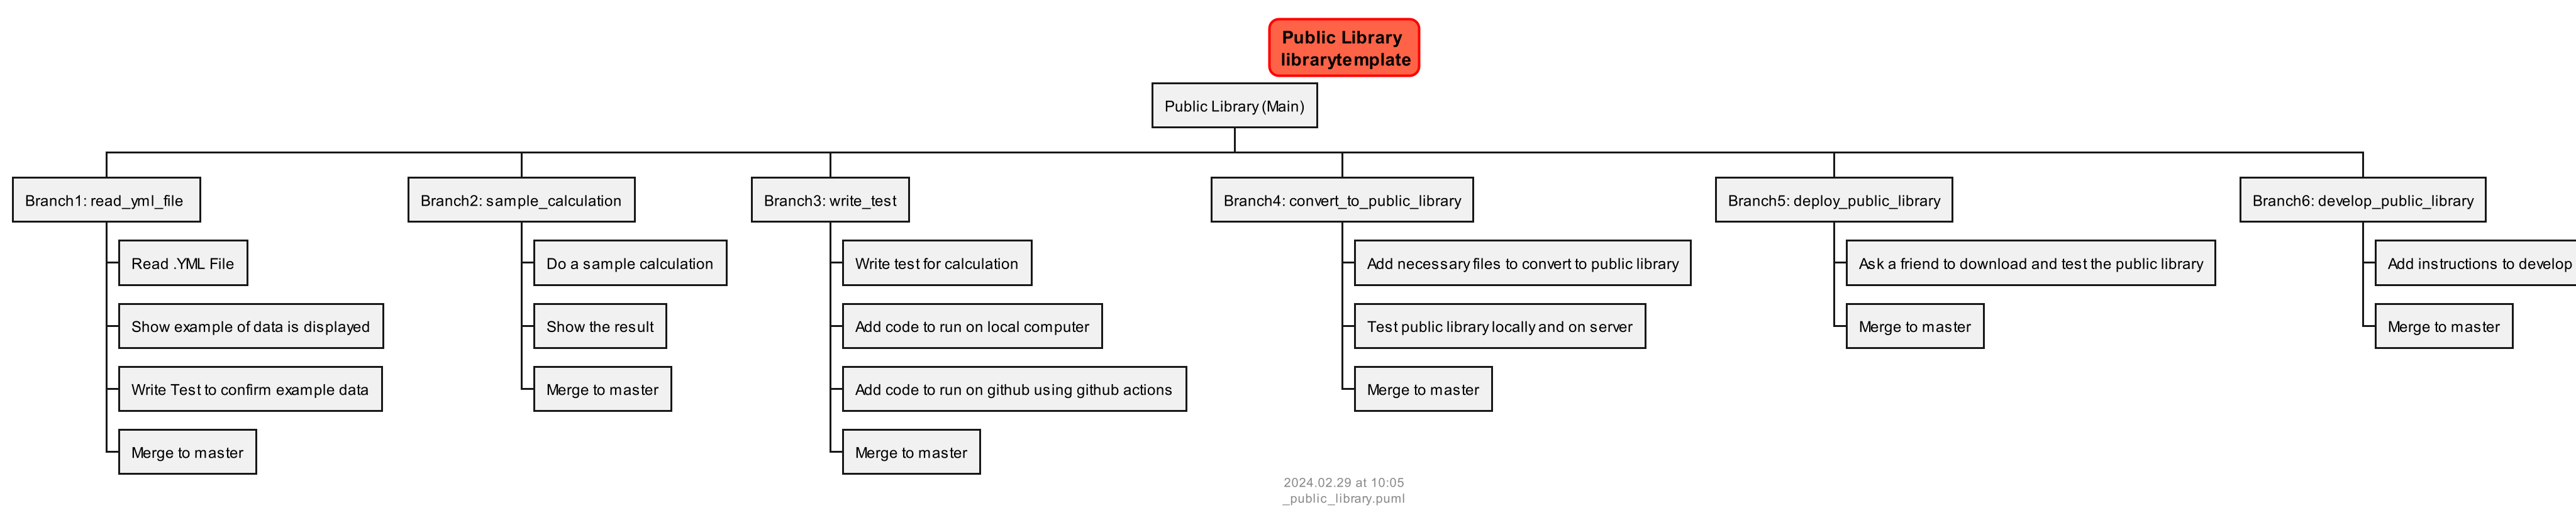 Public Library
librarytemplate
Public Library (Main)
Branch1: read_yml_file
Read .YML File
Show example of data is displayed
Write Test to confirm example data
Merge to master
Branch2: sample_calculation
Do a sample calculation
Show the result
Merge to master
Branch3: write_test
Write test for calculation
Add code to run on local computer
Add code to run on github using github actions
Merge to master
Branch4: convert_to_public_library
Add necessary files to convert to public library
Test public library locally and on server
Merge to master
Branch5: deploy_public_library
Ask a friend to download and test the public library
Merge to master
Branch6: develop_public_library
Add instructions to develop
Merge to master
2024.02.29 at 10:05
_public_library.puml